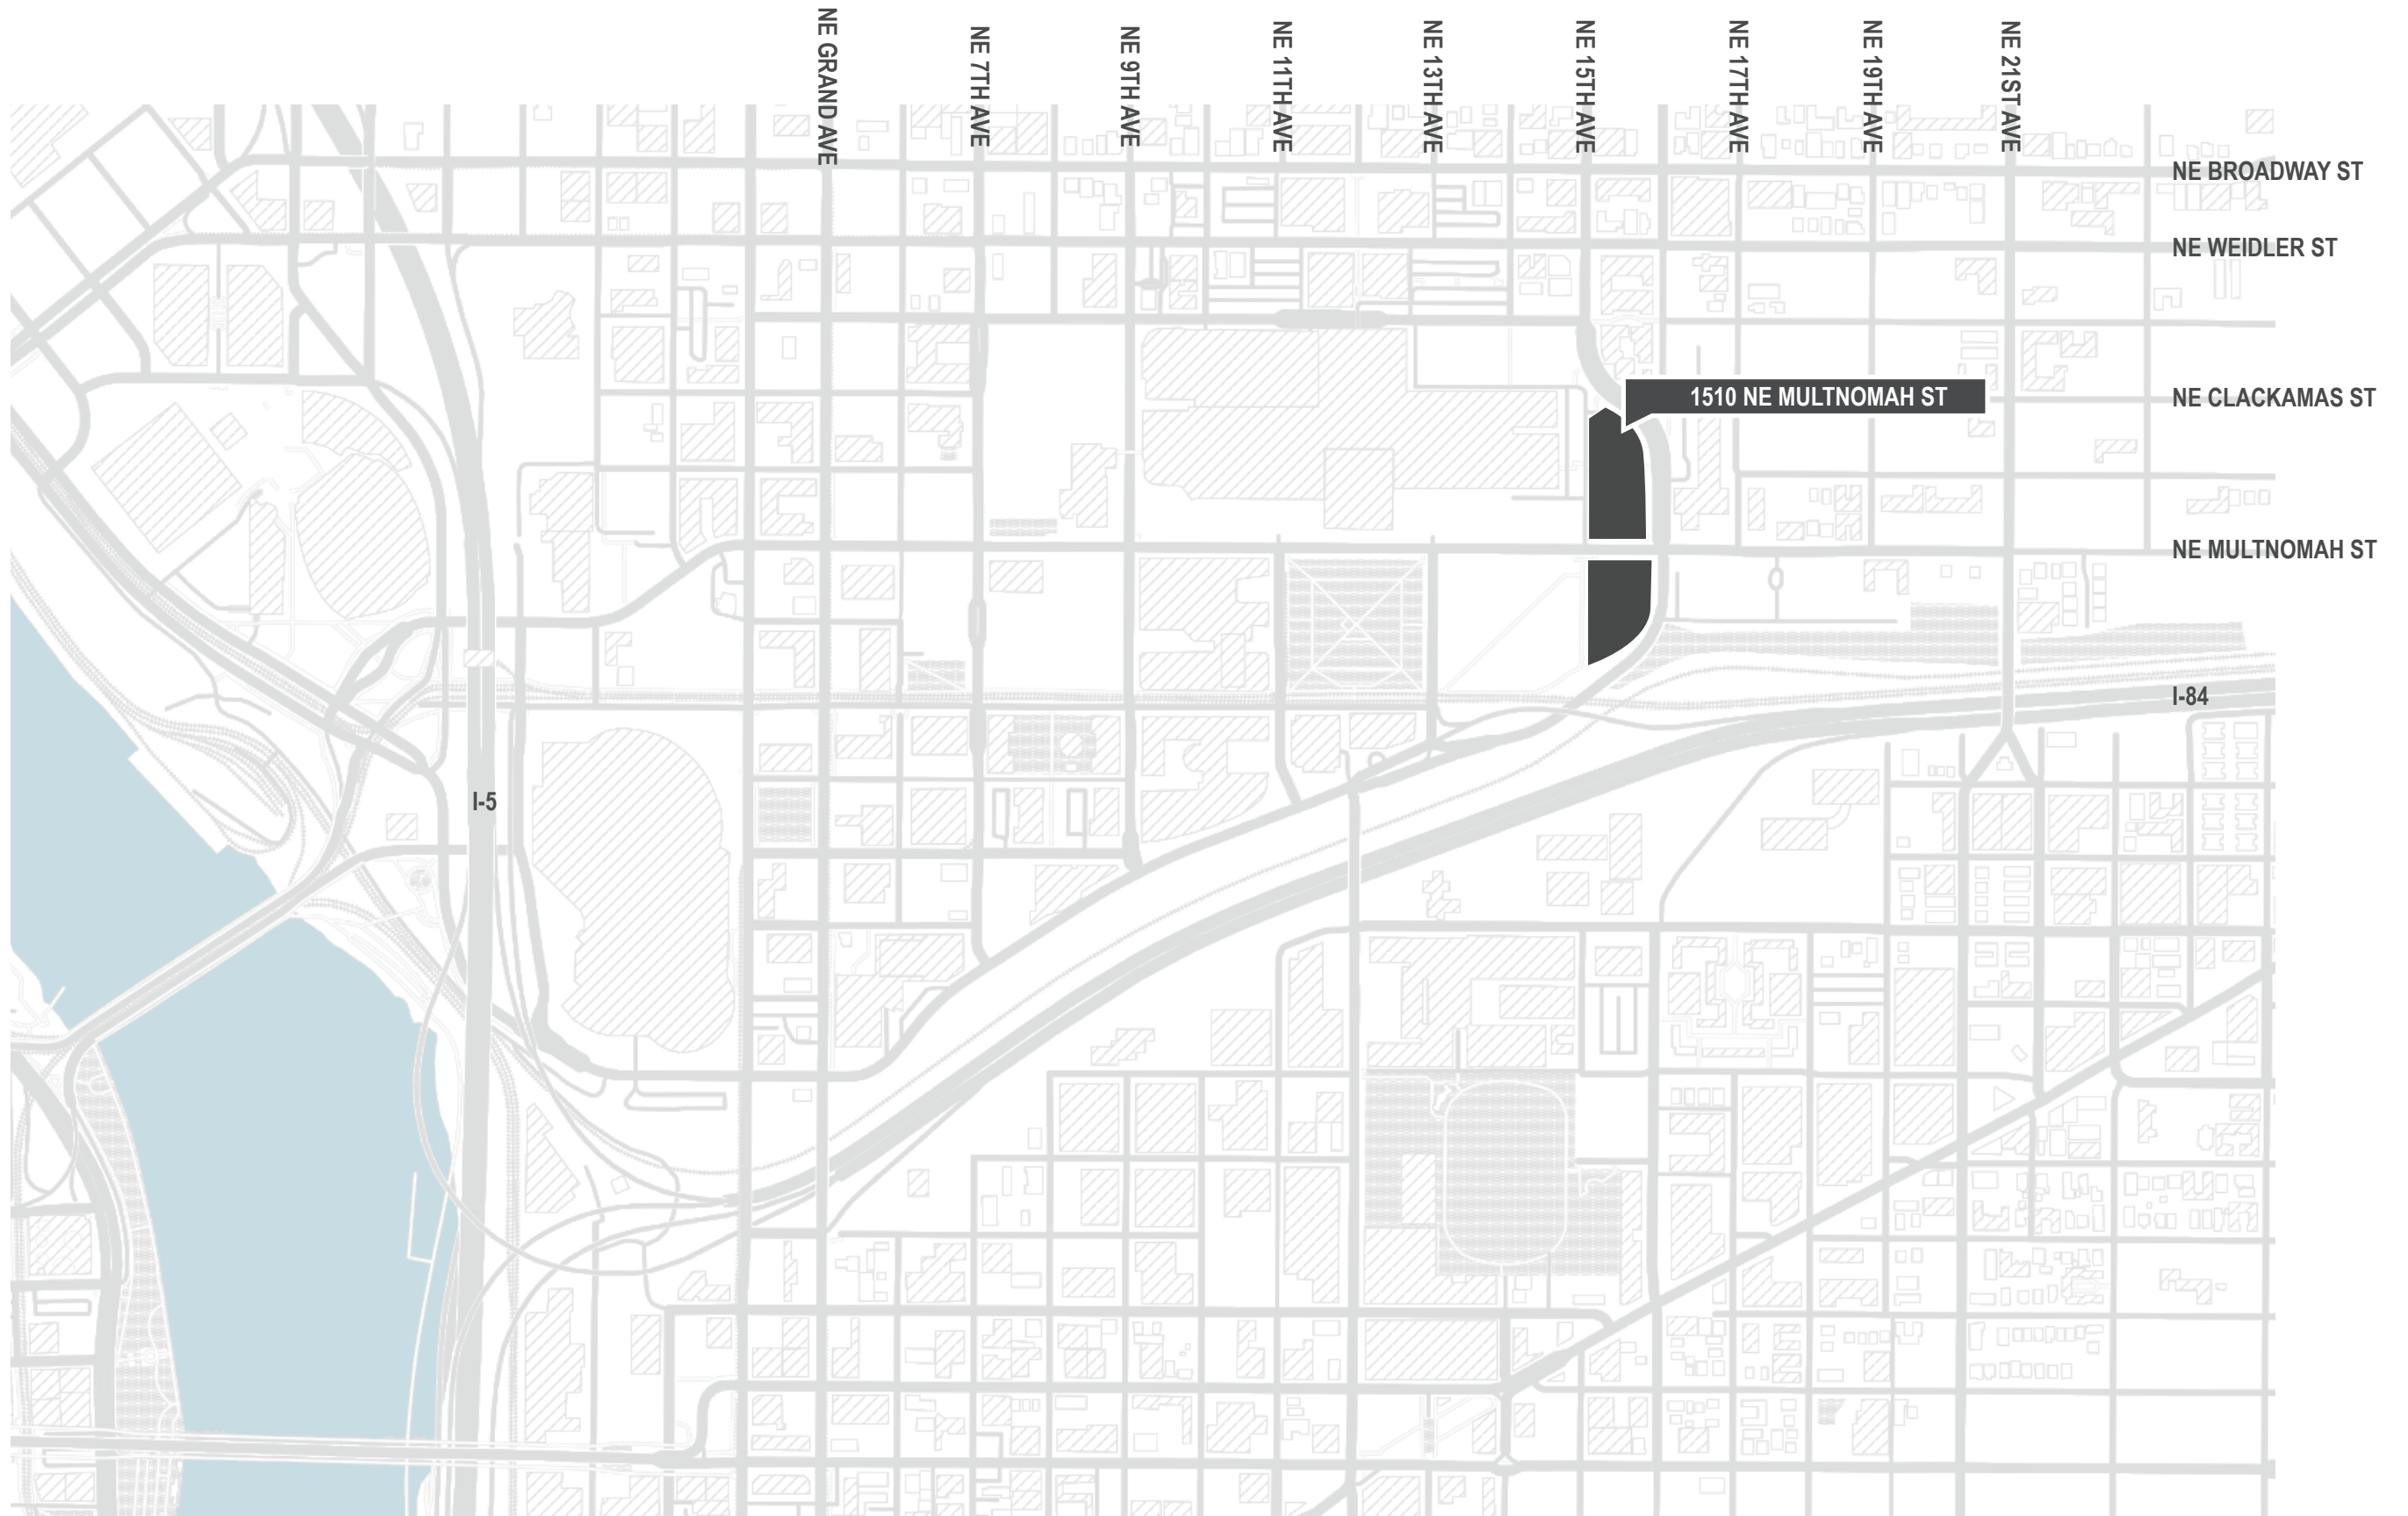 NE GRAND AVE
NE 7TH AVE
NE 9TH AVE
NE 11TH AVE
NE 13TH AVE
NE 15TH AVE
NE 17TH AVE
NE 19TH AVE
NE 21ST AVE
NE BROADWAY ST
NE WEIDLER ST
1510 NE MULTNOMAH ST
NE CLACKAMAS ST
NE MULTNOMAH ST
I-84
I-5